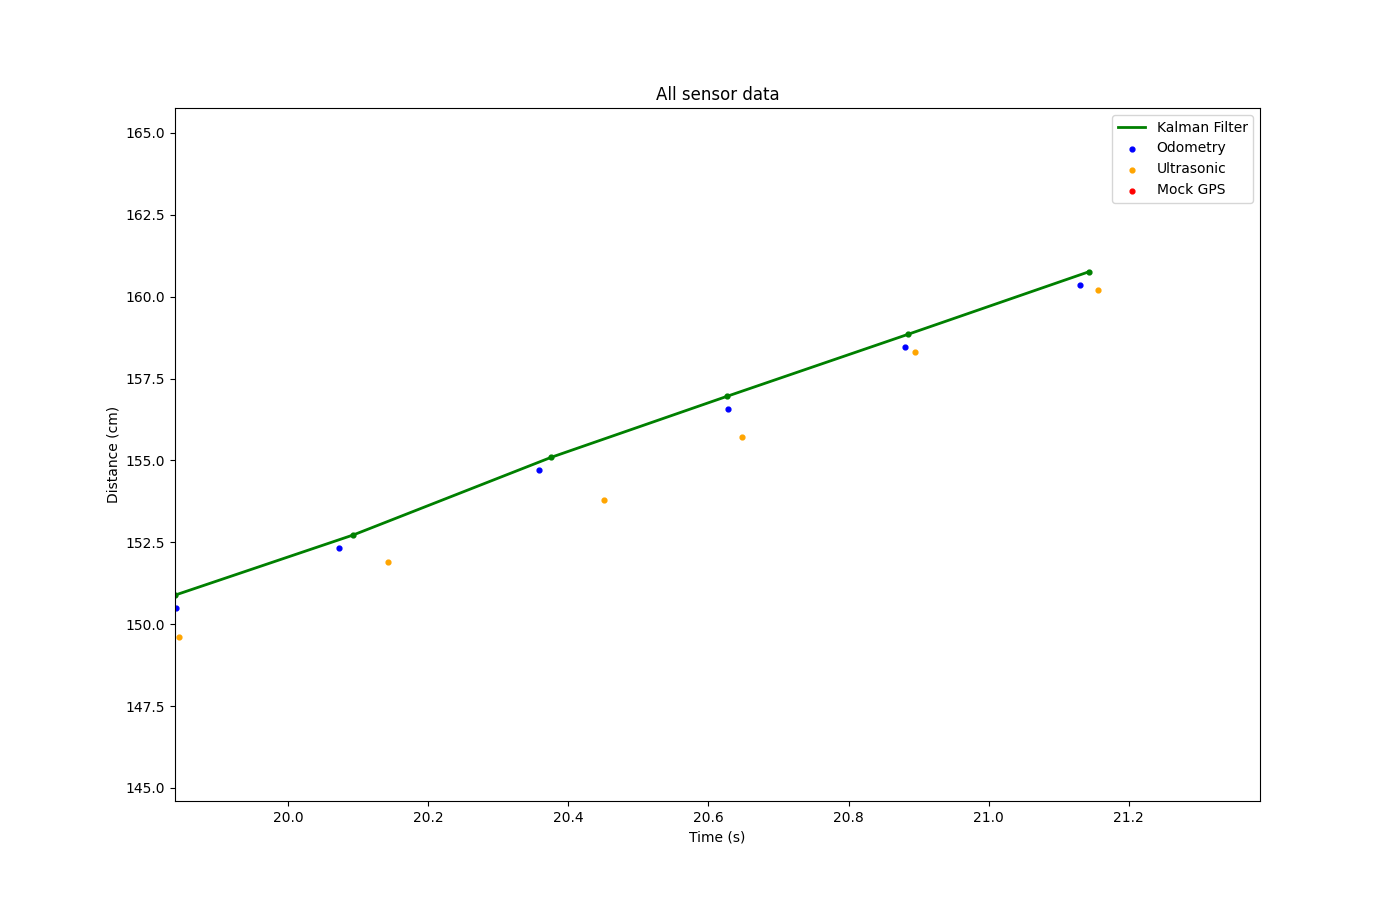 All sensor data
Kalman Filter
Odometry
Ultrasonic
Mock GPS
165.0
162.5
160.0
157.5
155.0
152.5
150.0
147.5
145.0
Distance (cm)
20.0 20.2 20.4 20.6 20.8 21.0 21.2
Time (s)